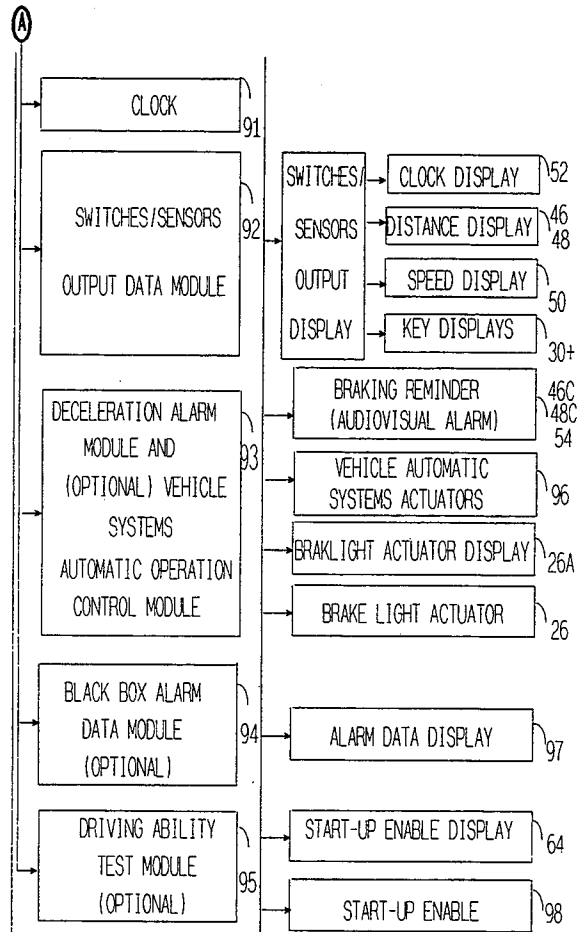 A
CLOCK
91
SWITCHES/SENSORS
OUTPUT DATA MODULE
92
SWITCHES/
SENSORS
OUTPUT
DISPLAY
CLOCK DISPLAY
52
DISTANCE DISPLAY
46
48
SPEED DISPLAY
50
KEY DISPLAYS
30+
DECELERATION ALARM
MODULE AND
(OPTIONAL) VEHICLE
SYSTEMS
AUTOMATIC OPERATION
CONTROL MODULE
93
BRAKING REMINDER
(AUDIOVISUAL ALARM)
46C
48C
54
VEHICLE AUTOMATIC
SYSTEMS ACTUATORS
96
BRAKLIGHT ACTUATOR DISPLAY
26A
BRAKE LIGHT ACTUATOR
26
BLACK BOX ALARM
DATA MODULE
(OPTIONAL)
94
ALARM DATA DISPLAY
97
DRIVING ABILITY
TEST MODULE
(OPTIONAL)
95
START-UP ENABLE DISPLAY
64
START-UP ENABLE
98